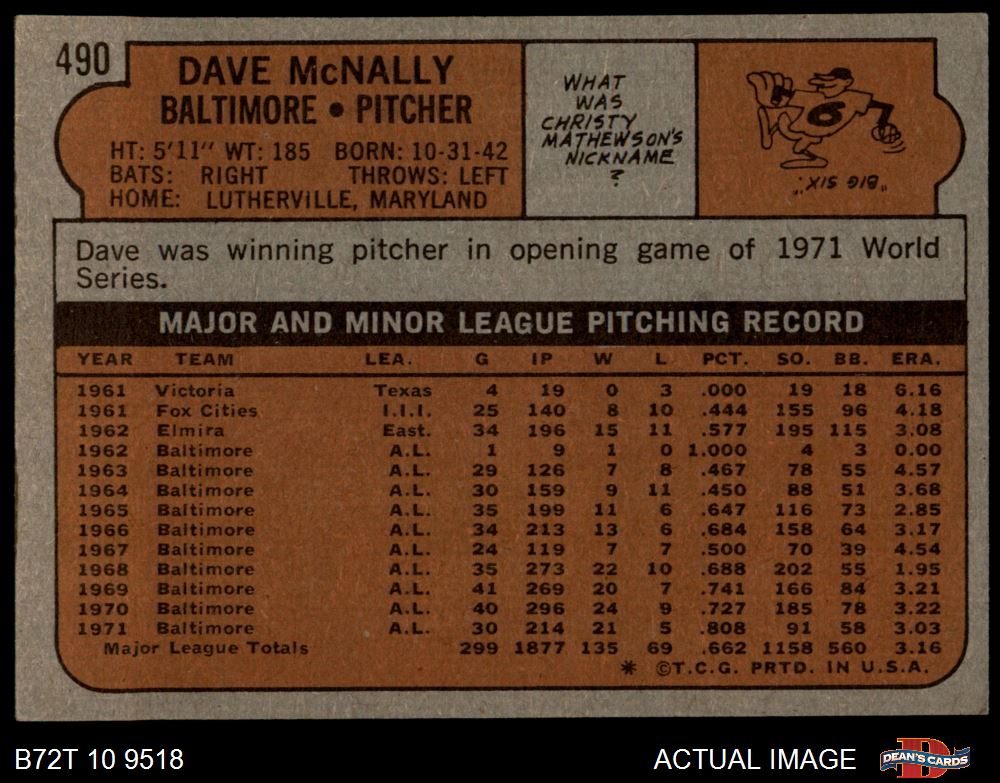 490
DAVE McNALLY
BALTIMORE • PITCHER
HT: 5'11" WT: 185 BORN: 10-31-42
BATS: RIGHT THROWS: LEFT
HOME: LUTHERVILLE, MARYLAND
WHAT
WAS
CHRISTY
MATHEWSON'S
NICKNAME
?
6
"BIG SIX."
Dave was winning pitcher in opening game of 1971 World
Series.
MAJOR AND MINOR LEAGUE PITCHING RECORD
YEAR TEAM LEA. G IP W L PCT. SO. BB. ERA.
1961 Victoria Texas 4 19 0 3 .000 19 18 6.16
1961 Fox Cities I.I.I. 25 140 8 10 .444 155 96 4.18
1962 Elmira East. 34 196 15 11 .577 195 115 3.08
1962 Baltimore A.L. 1 9 1 0 1.000 4 3 0.00
1963 Baltimore A.L. 29 126 7 8 .467 78 55 4.57
1964 Baltimore A.L. 30 159 9 11 .450 88 51 3.68
1965 Baltimore A.L. 35 199 11 6 .647 116 73 2.85
1966 Baltimore A.L. 34 213 13 6 .684 158 64 3.17
1967 Baltimore A.L. 24 119 7 7 .500 70 39 4.54
1968 Baltimore A.L. 35 273 22 10 .688 202 55 1.95
1969 Baltimore A.L. 41 269 20 7 .741 166 84 3.21
1970 Baltimore A.L. 40 296 24 9 .727 185 78 3.22
1971 Baltimore A.L. 30 214 21 5 .808 91 58 3.03
Major League Totals 299 1877 135 69 .662 1158 560 3.16
* ©T.C.G. PRTD. IN U.S.A.
B72T 10 9518
ACTUAL IMAGE
DEAN'S CARDS